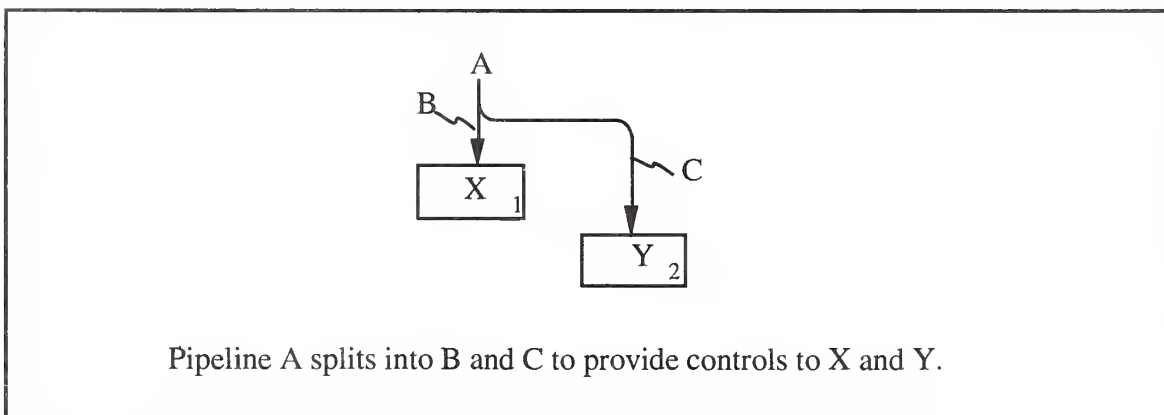 A
B
C
X
1
Y
2
Pipeline A splits into B and C to provide controls to X and Y.